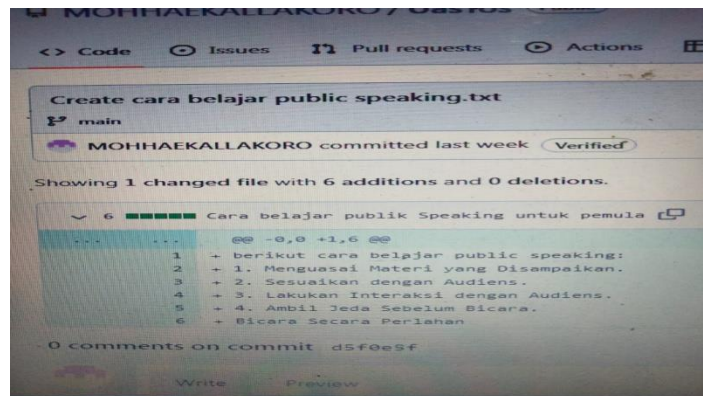 MOHHAEKALLAKORO /
<> Code Issues Pull requests Actions
Create cara belajar public speaking.txt
main
MOHHAEKALLAKORO committed last week Verified
Showing 1 changed file with 6 additions and 0 deletions.
6 Cara belajar publik Speaking untuk pemula
... ... @@ -0,0 +1,6 @@
1 + berikut cara belajar public speaking:
2 + 1. Menguasai Materi yang Disampaikan.
3 + 2. Sesuaikan dengan Audiens.
4 + 3. Lakukan Interaksi dengan Audiens.
5 + 4. Ambil Jeda Sebelum Bicara.
6 + Bicara Secara Perlahan
0 comments on commit d5f0e9f
Write Preview